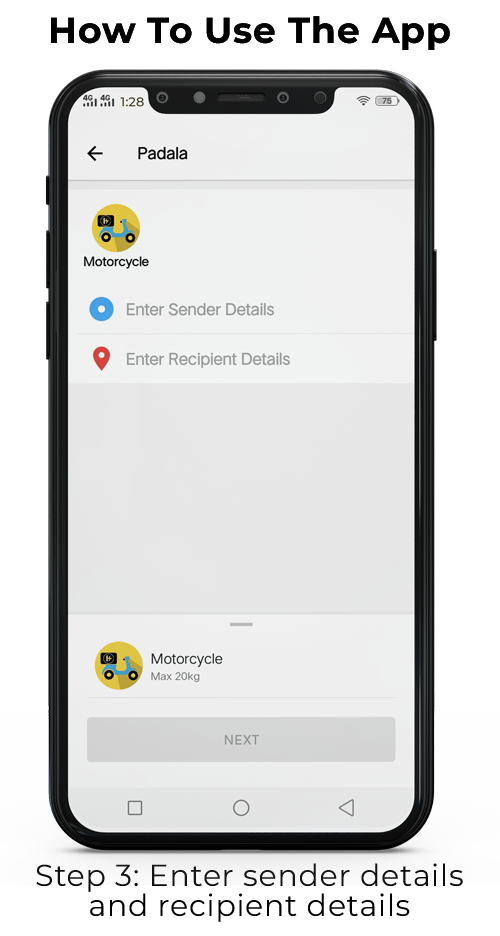 How To Use The App
4G 4G 1:28
75
Padala
Motorcycle
Enter Sender Details
Enter Recipient Details
Motorcycle
Max 20kg
NEXT
Step 3: Enter sender details
and recipient details